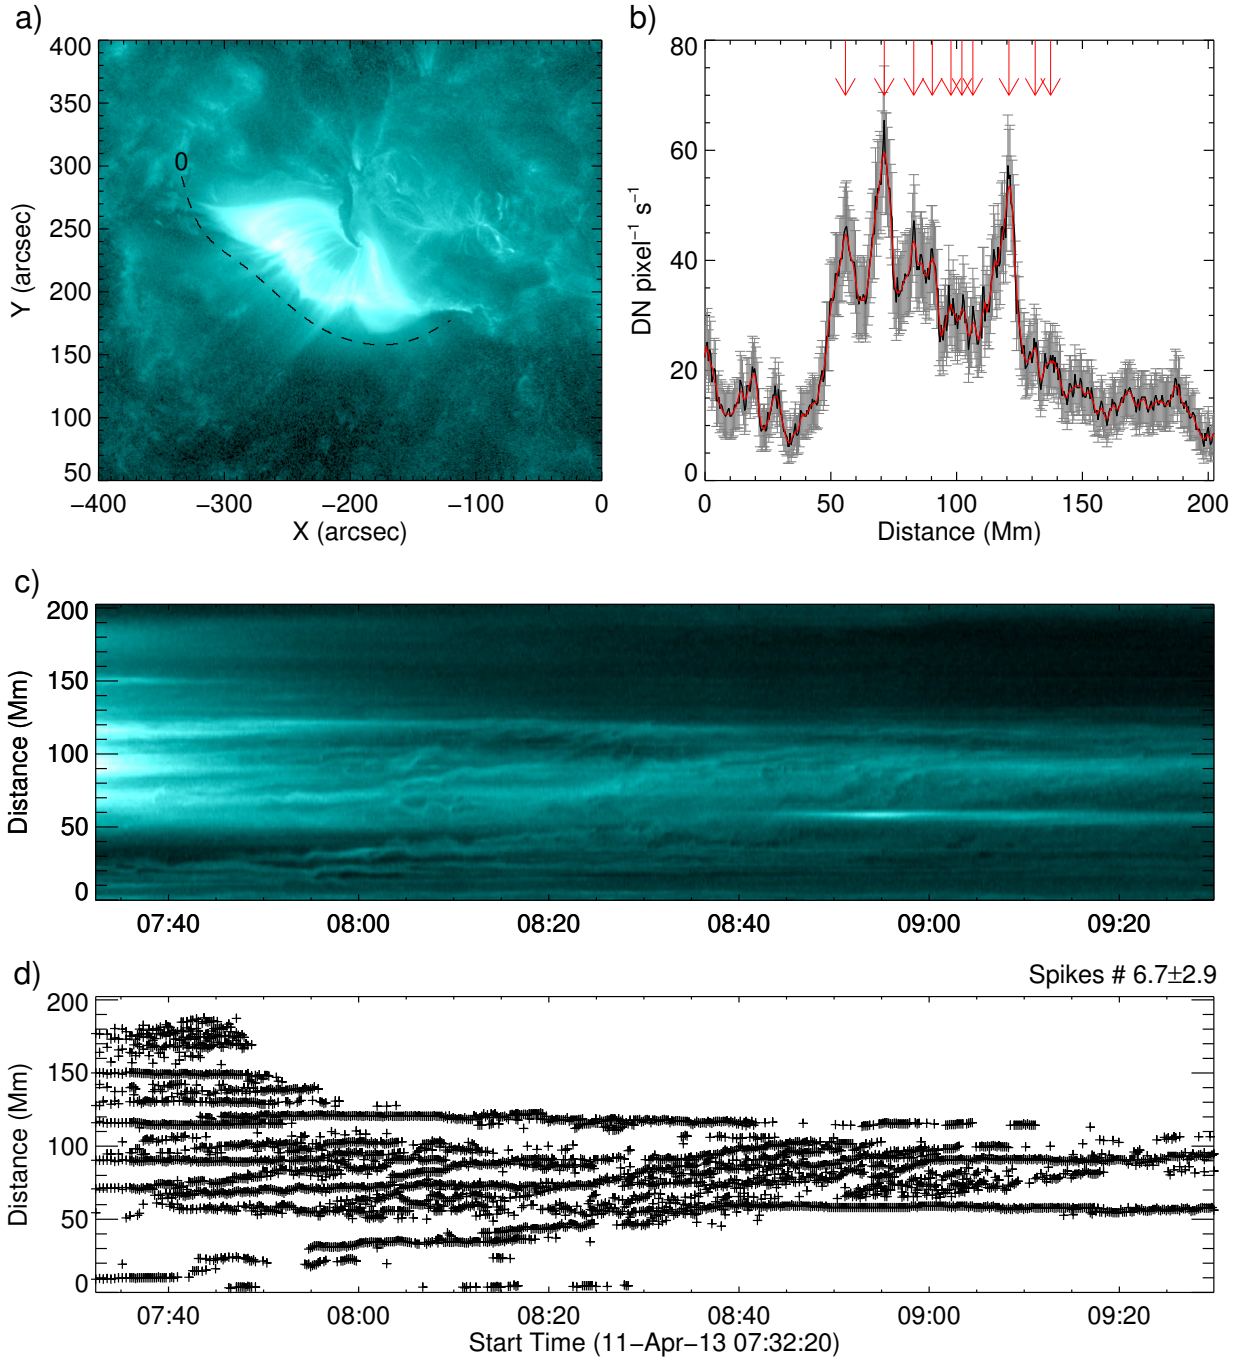 a)
400
350
300
250
200
150
100
50
0
−400 −300 −200 −100 0
X (arcsec)
Y (arcsec)
b)
80
60
40
20
0
0 50 100 150 200
Distance (Mm)
DN pixel⁻¹ s⁻¹
c)
200
150
100
50
0
Distance (Mm)
07:40 08:00 08:20 08:40 09:00 09:20
d)
Spikes # 6.7±2.9
200
150
100
50
0
Distance (Mm)
07:40 08:00 08:20 08:40 09:00 09:20
Start Time (11−Apr−13 07:32:20)